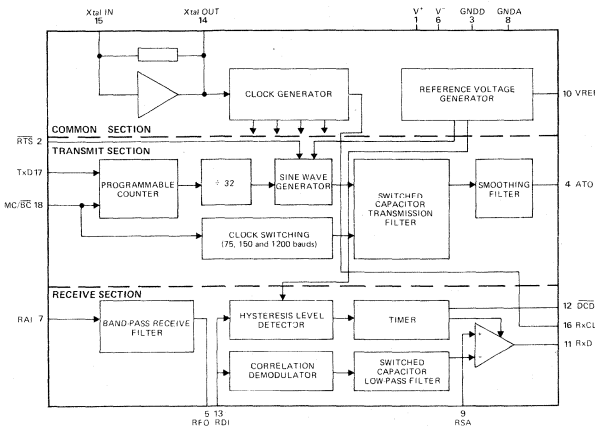 Xtal IN
15
Xtal OUT
14
V+
1
V-
6
GNDD
3
GNDA
8
CLOCK GENERATOR
REFERENCE VOLTAGE
GENERATOR
10 VREF
COMMON SECTION
RTS 2
TRANSMIT SECTION
TxD17
MC/BC 18
PROGRAMMABLE
COUNTER
÷ 32
SINE WAVE
GENERATOR
SWITCHED
CAPACITOR
TRANSMISSION
FILTER
SMOOTHING
FILTER
4 ATO
CLOCK SWITCHING
(75, 150 and 1200 bauds)
RECEIVE SECTION
RAI 7
BAND-PASS RECEIVE
FILTER
HYSTERESIS LEVEL
DETECTOR
TIMER
12 DCD
16 RxCL
11 RxD
CORRELATION
DEMODULATOR
SWITCHED
CAPACITOR
LOW-PASS FILTER
+
-
5
RFO
13
RDI
9
RSA